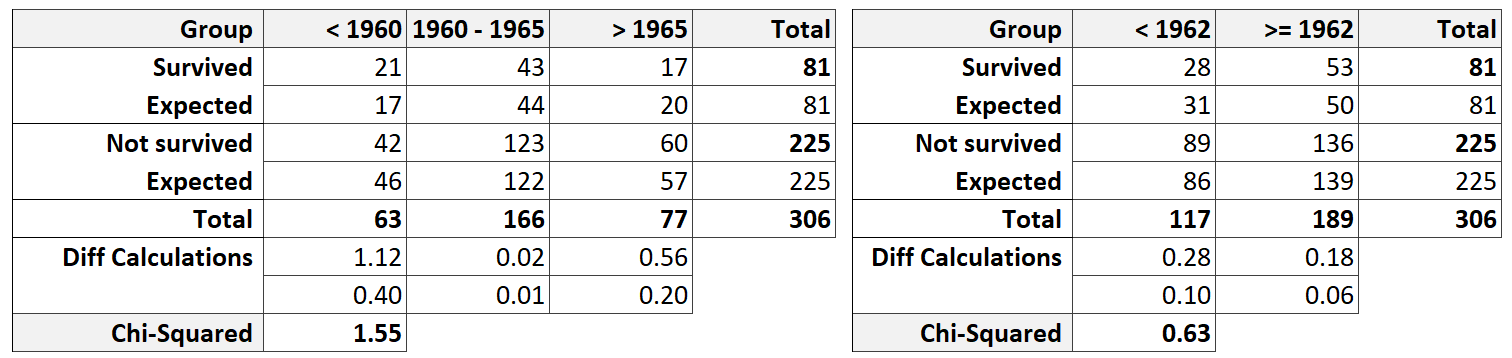 Group < 1960 1960 - 1965 > 1965 Total
Survived 21 43 17 81
Expected 17 44 20 81
Not survived 42 123 60 225
Expected 46 122 57 225
Total 63 166 77 306
Diff Calculations 1.12 0.02 0.56
0.40 0.01 0.20
Chi-Squared 1.55
Group < 1962 >= 1962 Total
Survived 28 53 81
Expected 31 50 81
Not survived 89 136 225
Expected 86 139 225
Total 117 189 306
Diff Calculations 0.28 0.18
0.10 0.06
Chi-Squared 0.63